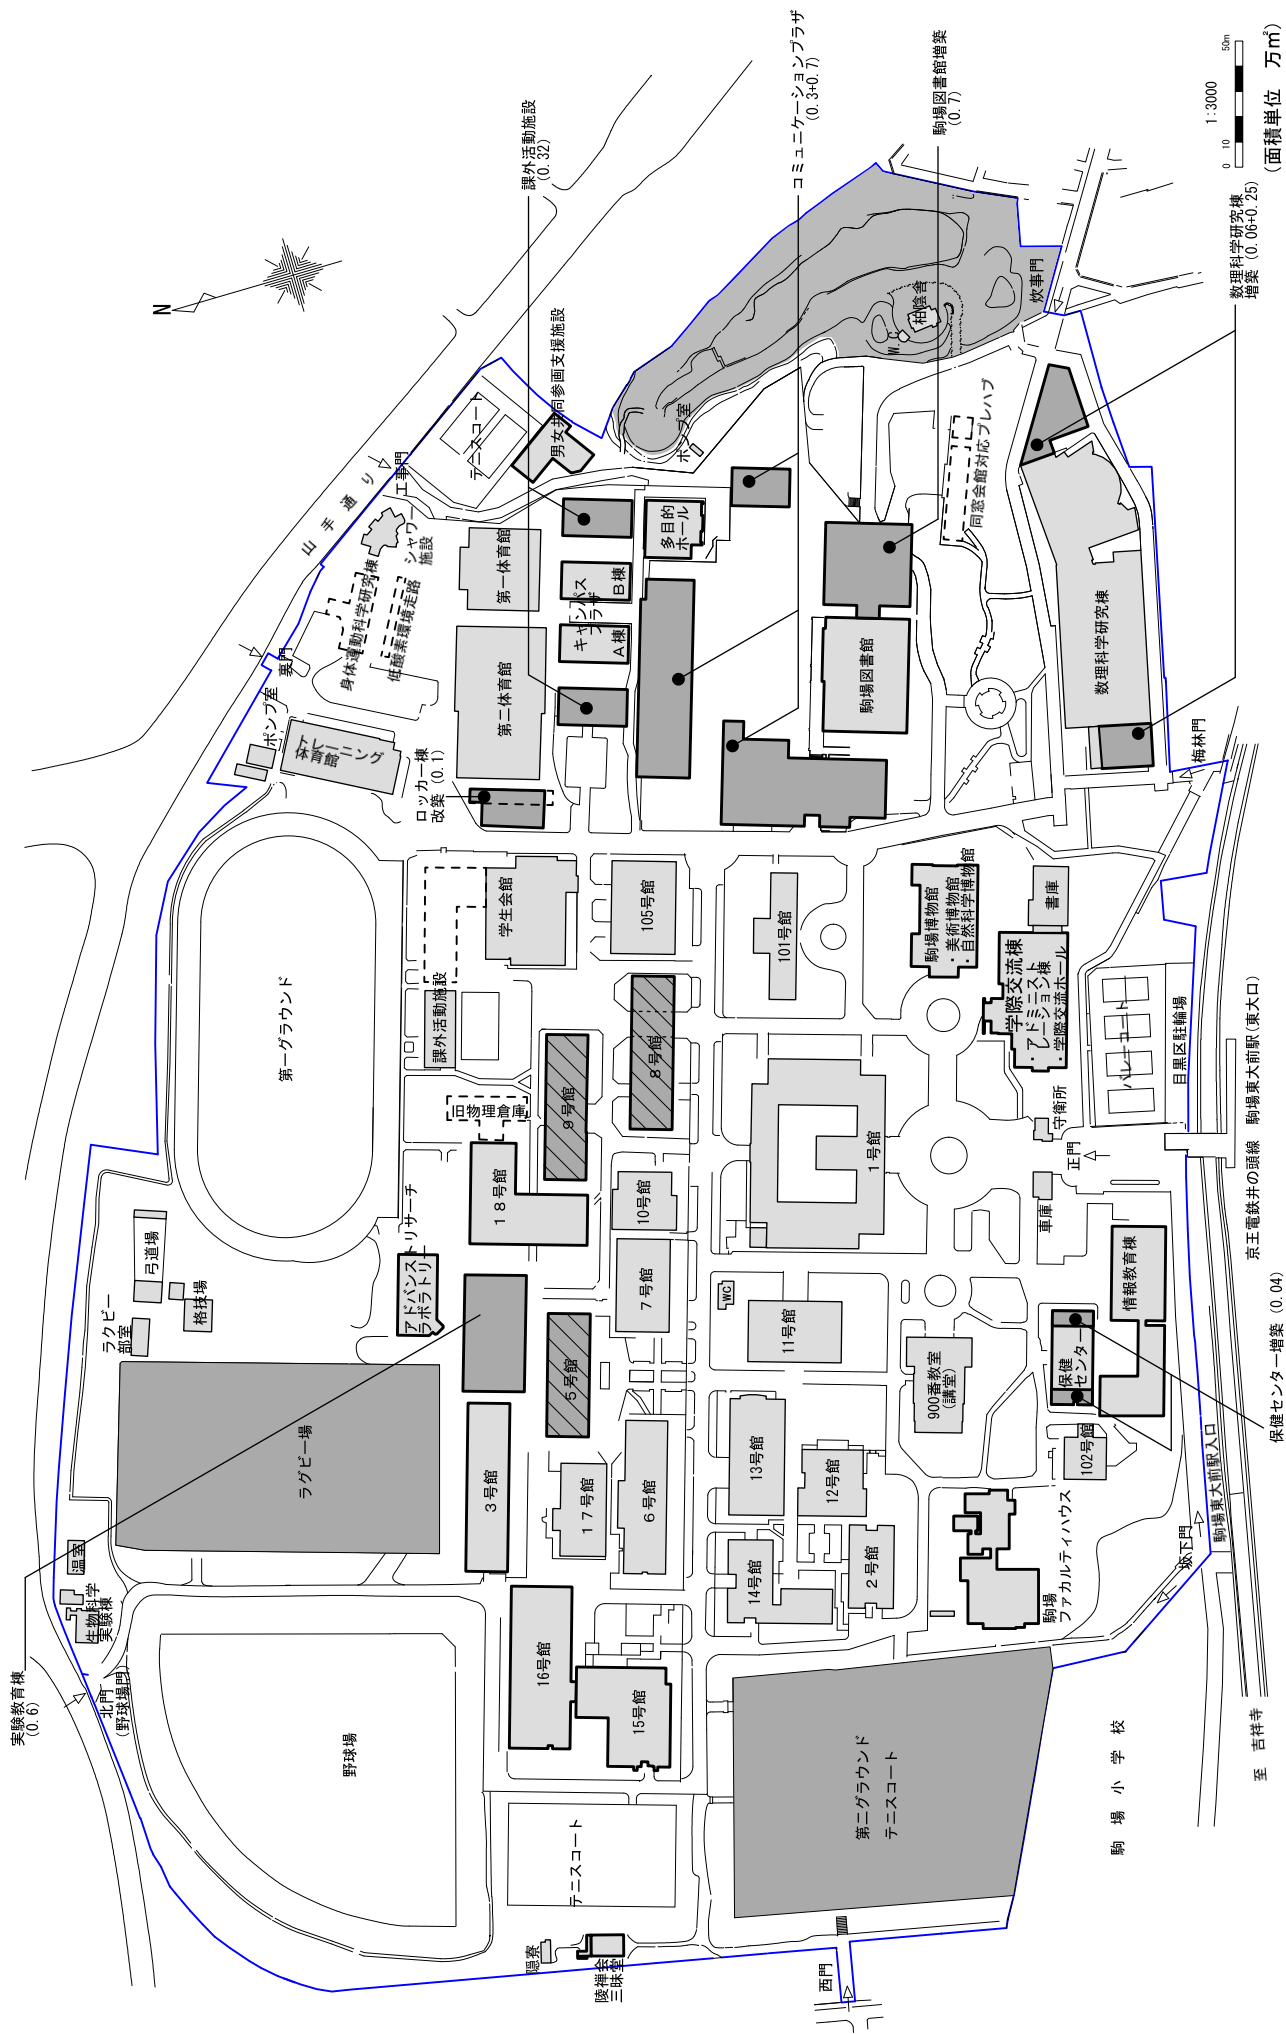 実験教育棟
(0.6)
北門
(野球場門)
生物科学
実験棟
温室
ラクビー
部室
弓道場
格技場
ラグビー場
野球場
第一グラウンド
ポンプ室
トレーニング
体育館
裏門
山手通り
工事門
身体運動科学研究棟
低酸素環境走路
シャワー
施設
テニスコート
男女共同参画支援施設
課外活動施設
(0.32)
コミュニケーションプラザ
(0.3+0.7)
駒場図書館増築
(0.7)
N
1:3000
0 10 50m
(面積単位 万㎡)
数理科学研究棟
増築 (0.06+0.25)
第一体育館
第二体育館
ロッカー棟
改築 (0.1)
キャンパス
プラザ
A棟
B棟
多目的
ホール
ポンプ室
W.C
柏陰舎
炊事門
同窓会館対応プレハブ
駒場図書館
数理科学研究棟
梅林門
学生会館
課外活動施設
旧物理倉庫
105号館
101号館
駒場博物館
・美術博物館
・自然科学博物館
書庫
学際交流棟
・アドミニスト
レーション棟
・学際交流ホール
バレーコート
目黒区駐輪場
守衛所
正門
車庫
1号館
8号館
9号館
18号館
10号館
7号館
アドバンストリサーチ
ラボラトリー
5号館
3号館
17号館
6号館
16号館
15号館
WC
11号館
13号館
12号館
14号館
2号館
900番教室
(講堂)
情報教育棟
保健
センター
保健センター増築 (0.04)
102号館
駒場
ファカルティハウス
坂下門
駒場東大前駅入口
京王電鉄井の頭線 駒場東大前駅(東大口)
至 吉祥寺
駒場小学校
第二グラウンド
テニスコート
テニスコート
隠寮
陵禅会
三昧堂
西門